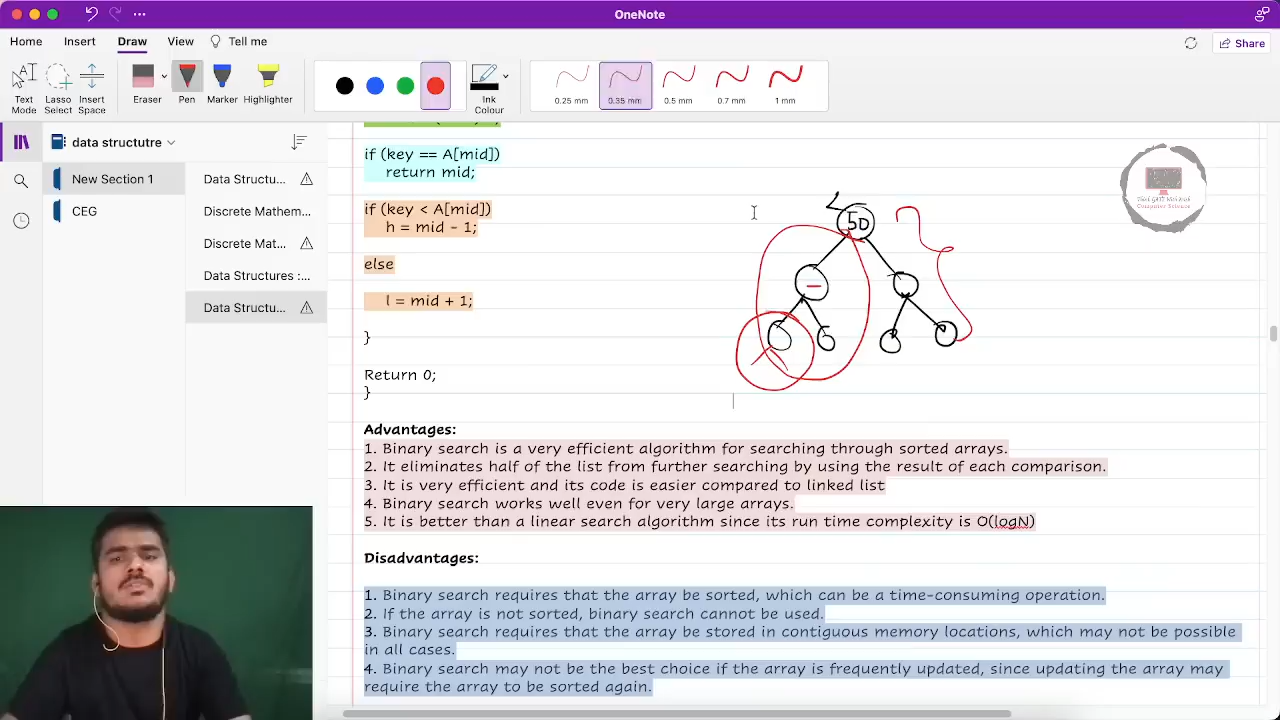 OneNote
Home Insert Draw View Tell me
Share
Text Mode
Lasso Select
Insert Space
Eraser
Pen
Marker
Highlighter
Ink Colour
0.25 mm
0.35 mm
0.5 mm
0.7 mm
1 mm
data structutre
New Section 1
CEG
Data Structu...
Discrete Mathem...
Discrete Mat...
Data Structures :...
Data Structu...
if (key == A[mid])
return mid;
if (key < A[mid])
h = mid - 1;
else
l = mid + 1;
}
Return 0;
}
50
Advantages:
1. Binary search is a very efficient algorithm for searching through sorted arrays.
2. It eliminates half of the list from further searching by using the result of each comparison.
3. It is very efficient and its code is easier compared to linked list
4. Binary search works well even for very large arrays.
5. It is better than a linear search algorithm since its run time complexity is O(logN)
Disadvantages:
1. Binary search requires that the array be sorted, which can be a time-consuming operation.
2. If the array is not sorted, binary search cannot be used.
3. Binary search requires that the array be stored in contiguous memory locations, which may not be possible
in all cases.
4. Binary search may not be the best choice if the array is frequently updated, since updating the array may
require the array to be sorted again.